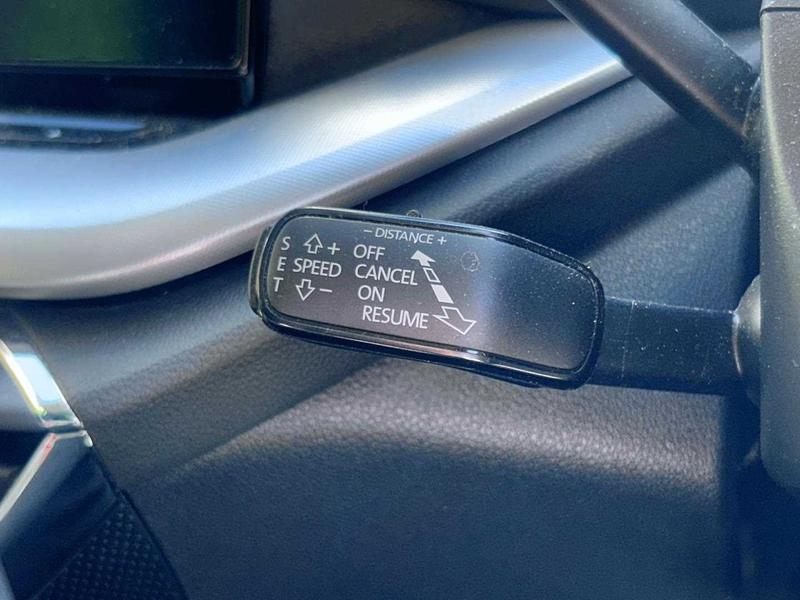 - DISTANCE +
S + OFF
E SPEED CANCEL
T - ON
RESUME